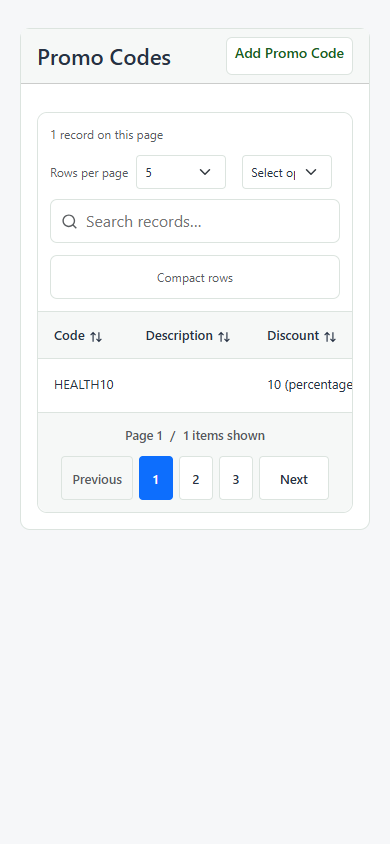 Promo Codes
Add Promo Code
1 record on this page
Rows per page 5 Select
Search records...
Compact rows
Code Description Discount
HEALTH10 10 (percentage
Page 1 / 1 items shown
Previous 1 2 3 Next